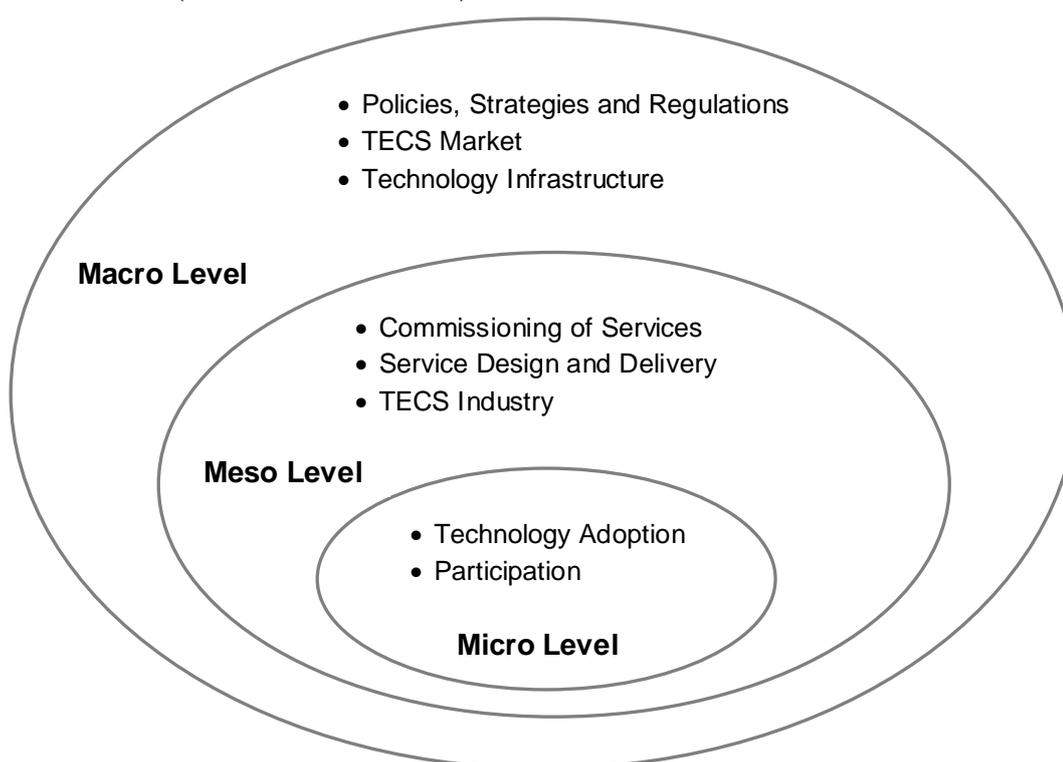 • Policies, Strategies and Regulations
• TECS Market
• Technology Infrastructure
Macro Level
• Commissioning of Services
• Service Design and Delivery
• TECS Industry
Meso Level
• Technology Adoption
• Participation
Micro Level